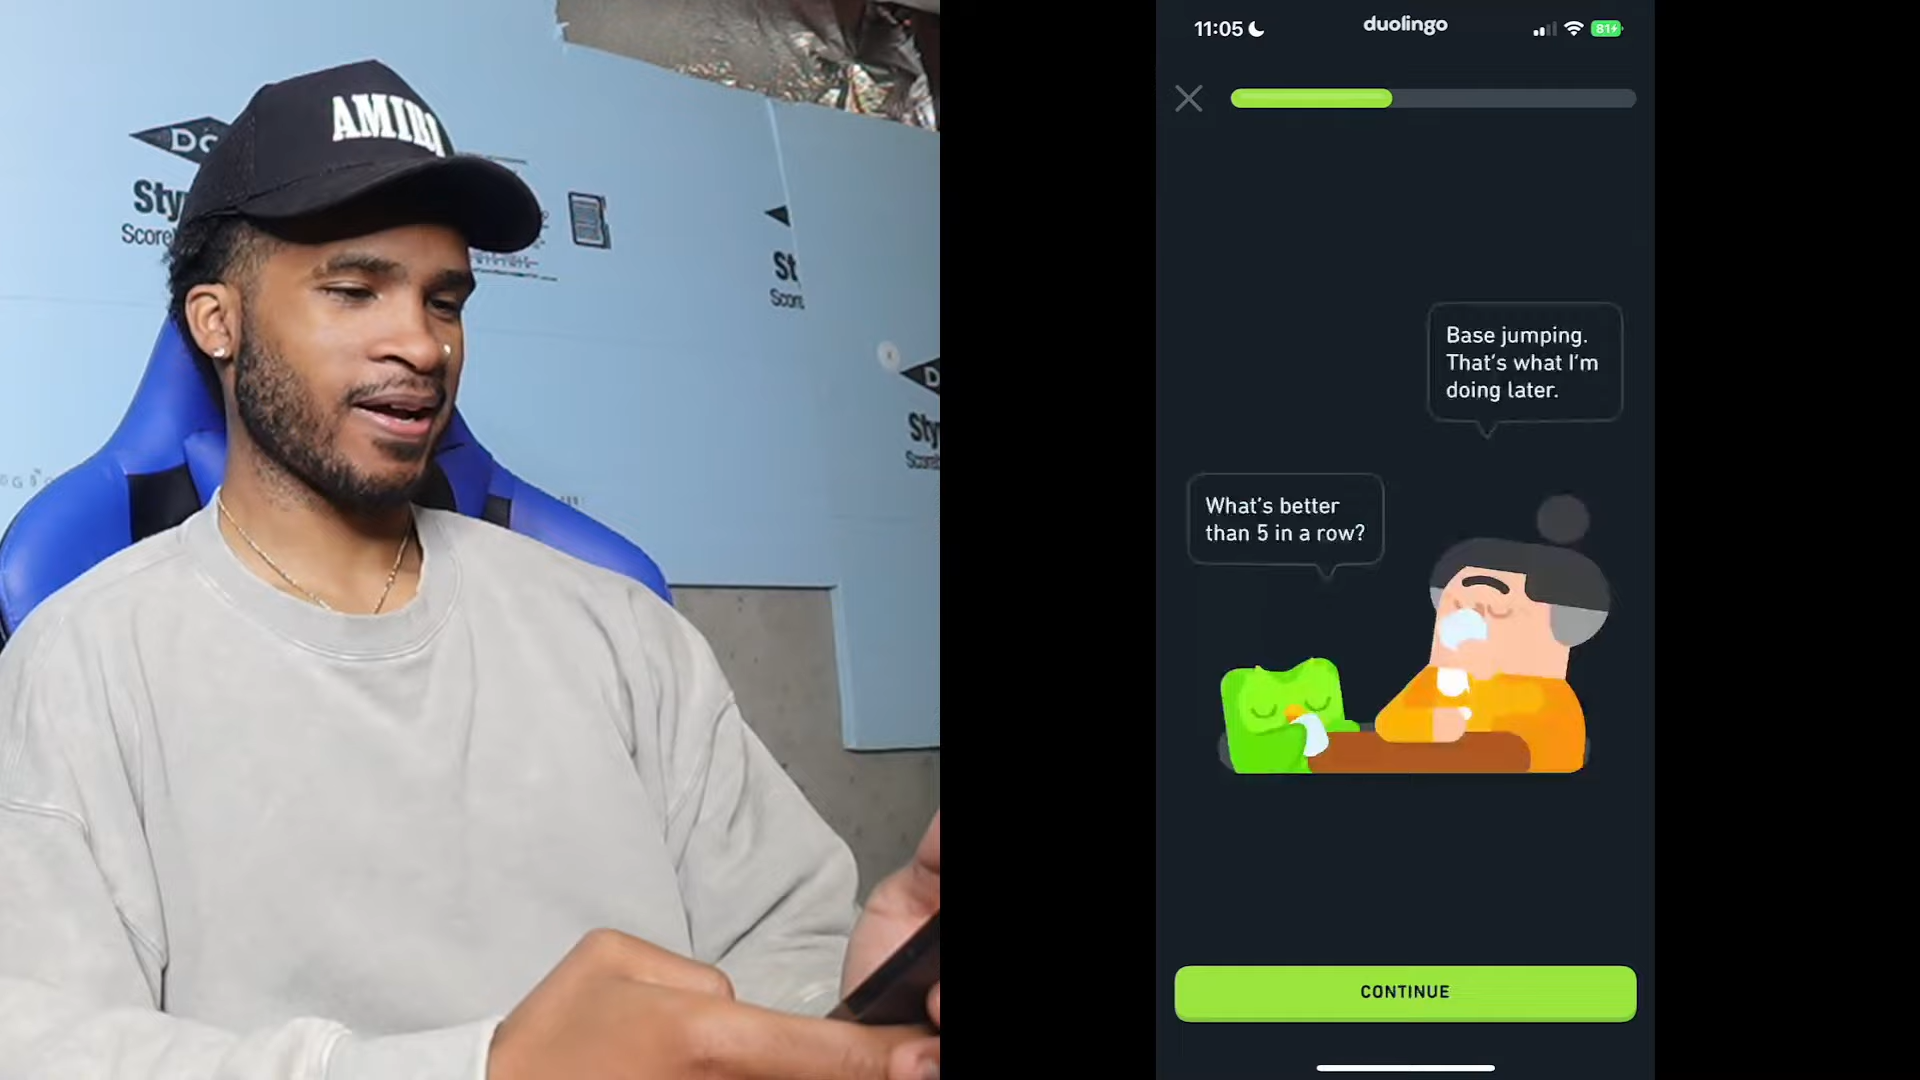 AMIRI
11:05
duolingo
81
Base jumping.
That's what I'm
doing later.
What's better
than 5 in a row?
CONTINUE
Sty
Score
St
Score
D
Sty